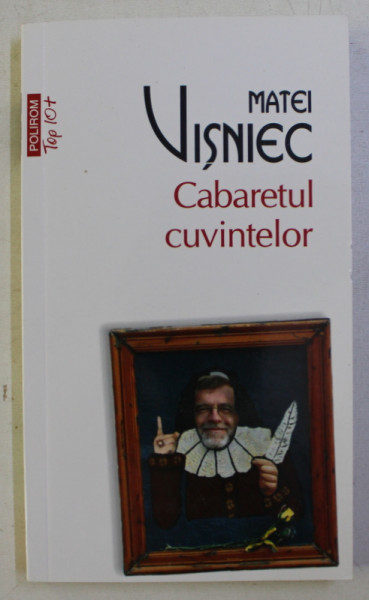 POLIROM
Top 10+
MATEI
VIȘNIEC
Cabaretul
cuvintelor